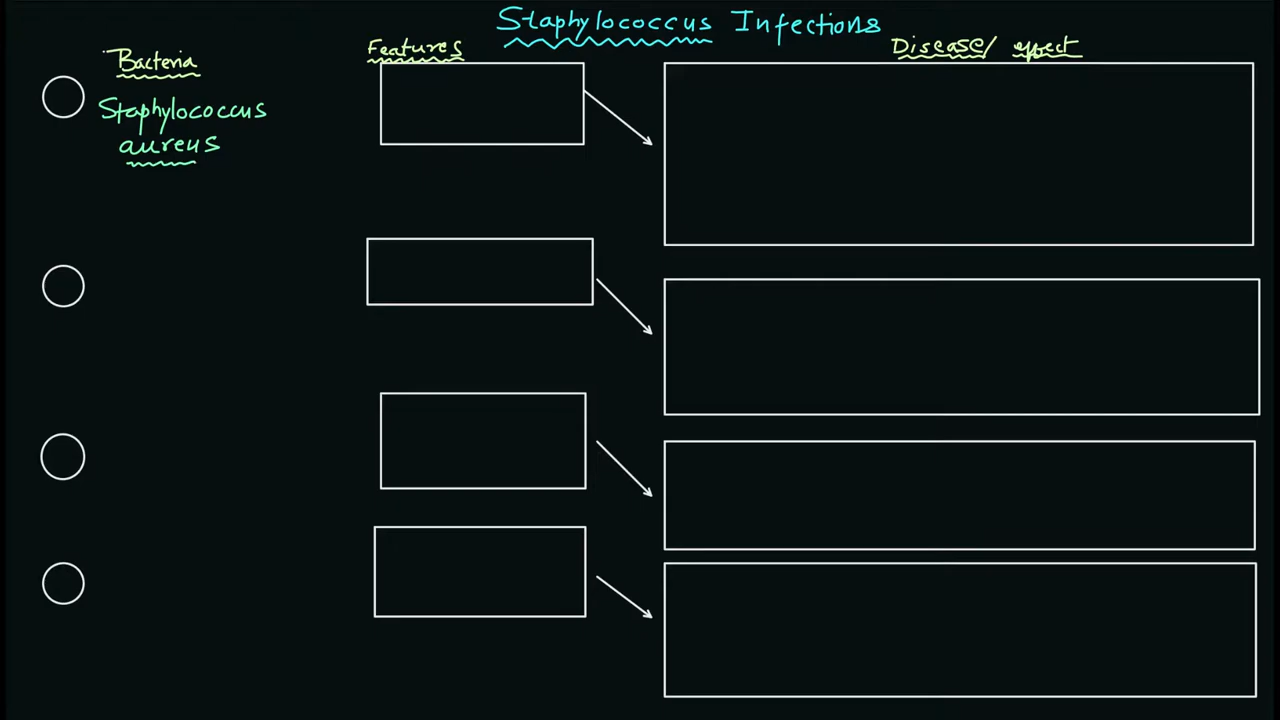 Staphylococcus Infections
Bacteria
Features
Disease/ effect
Staphylococcus
aureus